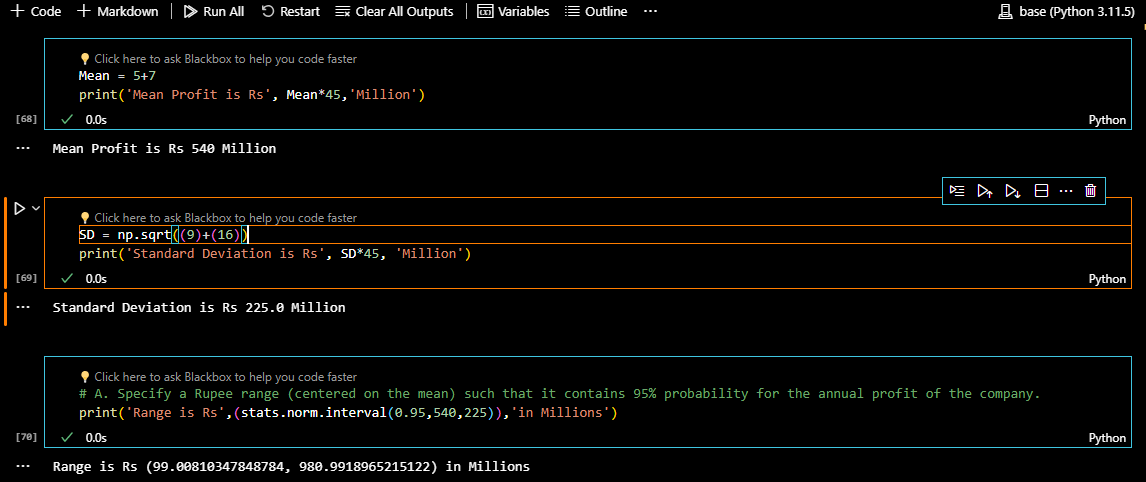 + Code + Markdown | Run All Restart Clear All Outputs | Variables Outline ··· base (Python 3.11.5)
Click here to ask Blackbox to help you code faster
Mean = 5+7
print('Mean Profit is Rs', Mean*45,'Million')
[68] 0.0s Python
··· Mean Profit is Rs 540 Million
Click here to ask Blackbox to help you code faster
SD = np.sqrt((9)+(16))
print('Standard Deviation is Rs', SD*45, 'Million')
[69] 0.0s Python
··· Standard Deviation is Rs 225.0 Million
Click here to ask Blackbox to help you code faster
# A. Specify a Rupee range (centered on the mean) such that it contains 95% probability for the annual profit of the company.
print('Range is Rs',(stats.norm.interval(0.95,540,225)),'in Millions')
[70] 0.0s Python
··· Range is Rs (99.00810347848784, 980.9918965215122) in Millions